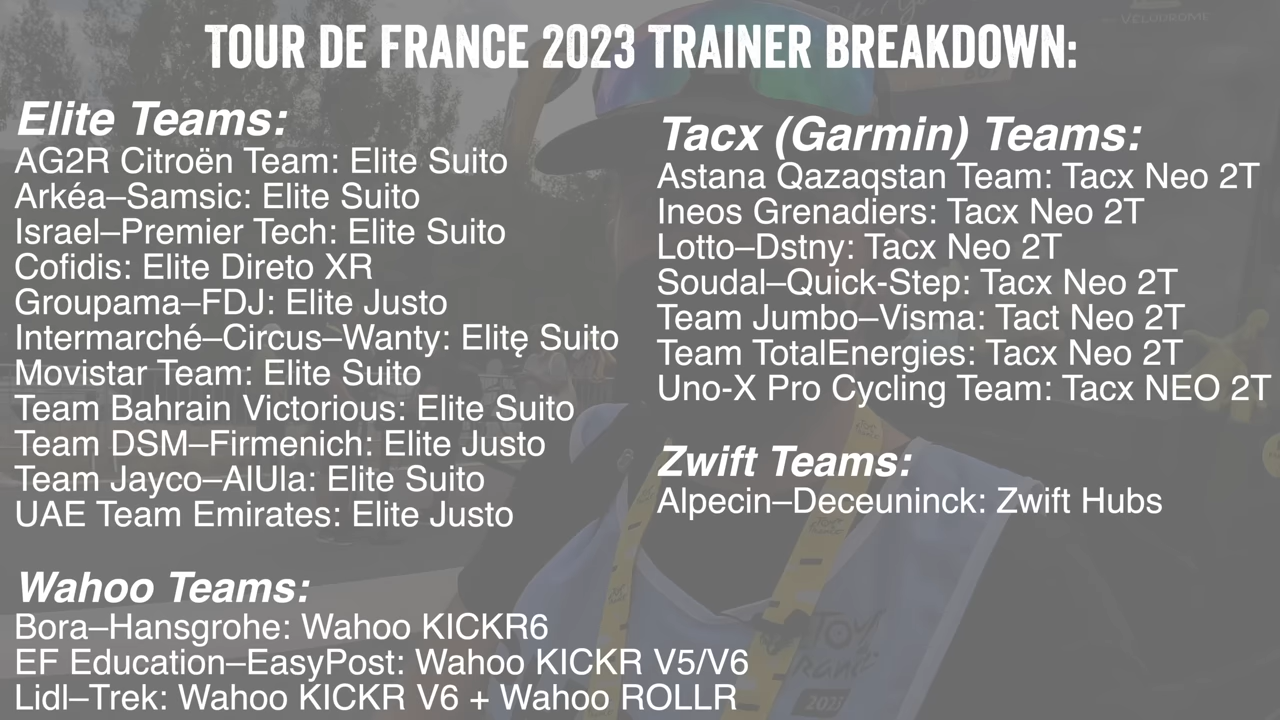 TOUR DE FRANCE 2023 TRAINER BREAKDOWN:
Elite Teams:
AG2R Citroën Team: Elite Suito
Arkéa–Samsic: Elite Suito
Israel–Premier Tech: Elite Suito
Cofidis: Elite Direto XR
Groupama–FDJ: Elite Justo
Intermarché–Circus–Wanty: Elitę Suito
Movistar Team: Elite Suito
Team Bahrain Victorious: Elite Suito
Team DSM–Firmenich: Elite Justo
Team Jayco–AlUla: Elite Suito
UAE Team Emirates: Elite Justo
Wahoo Teams:
Bora–Hansgrohe: Wahoo KICKR6
EF Education–EasyPost: Wahoo KICKR V5/V6
Lidl–Trek: Wahoo KICKR V6 + Wahoo ROLLR
Tacx (Garmin) Teams:
Astana Qazaqstan Team: Tacx Neo 2T
Ineos Grenadiers: Tacx Neo 2T
Lotto–Dstny: Tacx Neo 2T
Soudal–Quick-Step: Tacx Neo 2T
Team Jumbo–Visma: Tact Neo 2T
Team TotalEnergies: Tacx Neo 2T
Uno-X Pro Cycling Team: Tacx NEO 2T
Zwift Teams:
Alpecin–Deceuninck: Zwift Hubs
VELODROME
TOUR
France
2023